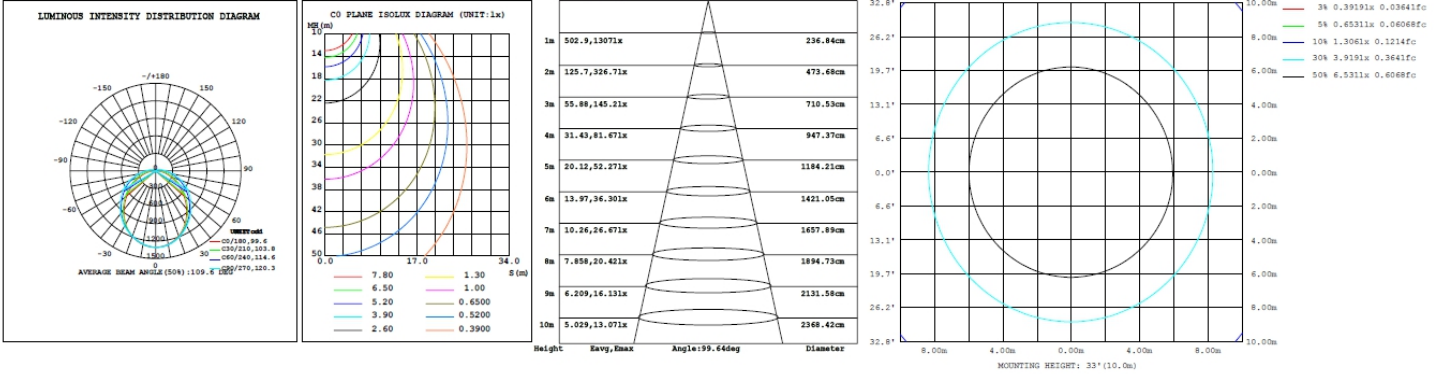 LUMINOUS INTENSITY DISTRIBUTION DIAGRAM
-/+180
-150
150
-120
120
-90
90
-60
60
-30
30
0
0
300
600
900
1200
1500
UNIT:cd
C0/180,99.6
C30/210,103.8
C60/240,114.6
C90/270,120.3
AVERAGE BEAM ANGLE(50%):109.6 DEG
C0 PLANE ISOLUX DIAGRAM (UNIT:lx)
MH(m)
10
14
18
22
26
30
34
38
42
46
50
0.0
17.0
34.0
S(m)
7.80
1.30
6.50
1.00
5.20
0.6500
3.90
0.5200
2.60
0.3900
1m 502.9,1307lx 236.84cm
2m 125.7,326.7lx 473.68cm
3m 55.88,145.2lx 710.53cm
4m 31.43,81.67lx 947.37cm
5m 20.12,52.27lx 1184.21cm
6m 13.97,36.30lx 1421.05cm
7m 10.26,26.67lx 1657.89cm
8m 7.858,20.42lx 1894.73cm
9m 6.209,16.13lx 2131.58cm
10m 5.029,13.07lx 2368.42cm
Height Eavg,Emax Angle:99.64deg Diameter
32.8'
26.2'
19.7'
13.1'
6.6'
0.0'
6.6'
13.1'
19.7'
26.2'
32.8'
10.00m
8.00m
6.00m
4.00m
2.00m
0.00m
2.00m
4.00m
6.00m
8.00m
10.00m
8.00m
4.00m
0.00m
4.00m
8.00m
MOUNTING HEIGHT: 33'(10.0m)
3% 0.3919lx 0.03641fc
5% 0.6531lx 0.06068fc
10% 1.306lx 0.1214fc
30% 3.919lx 0.3641fc
50% 6.531lx 0.6068fc